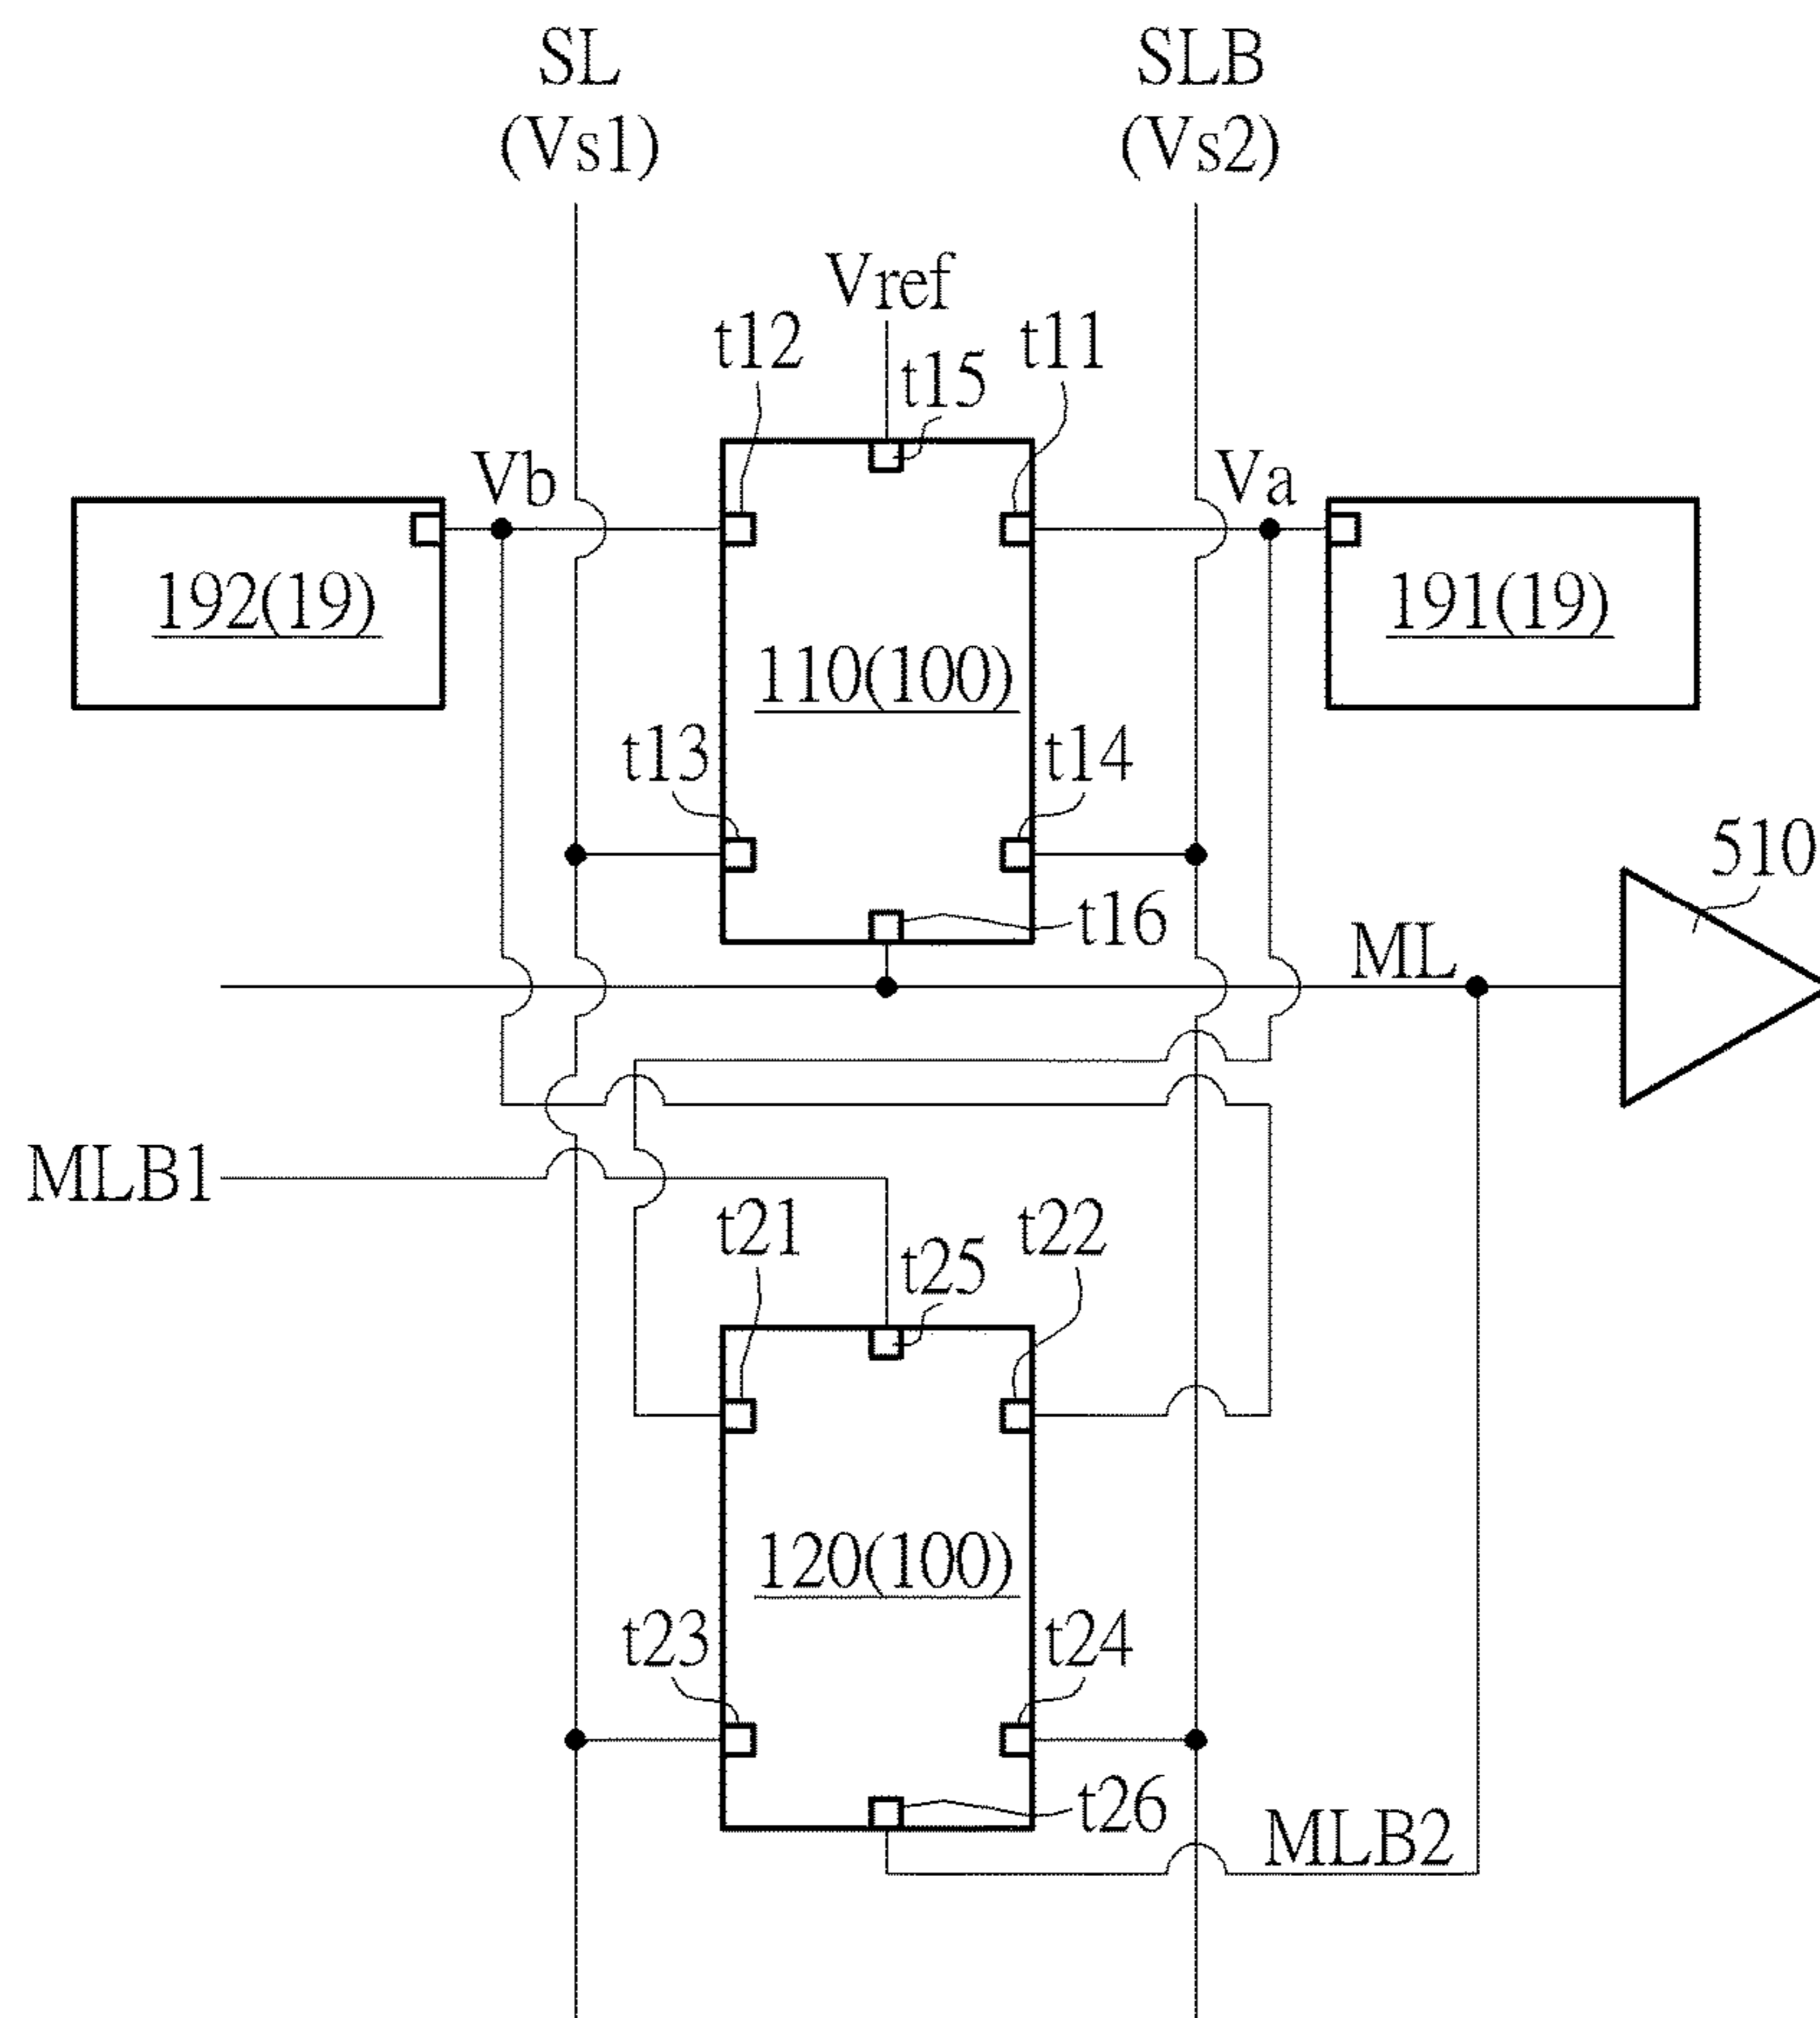 SL
(Vs1)
SLB
(Vs2)
Vref
t12
t15
t11
Vb
Va
192(19)
110(100)
191(19)
t13
t14
510
t16
ML
MLB1
t21
t25
t22
120(100)
t23
t24
t26
MLB2